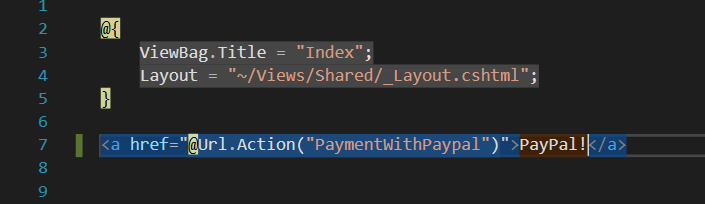 1
2 @{
3 ViewBag.Title = "Index";
4 Layout = "~/Views/Shared/_Layout.cshtml";
5 }
6
7 <a href="@Url.Action("PaymentWithPaypal")">PayPal!</a>
8
9